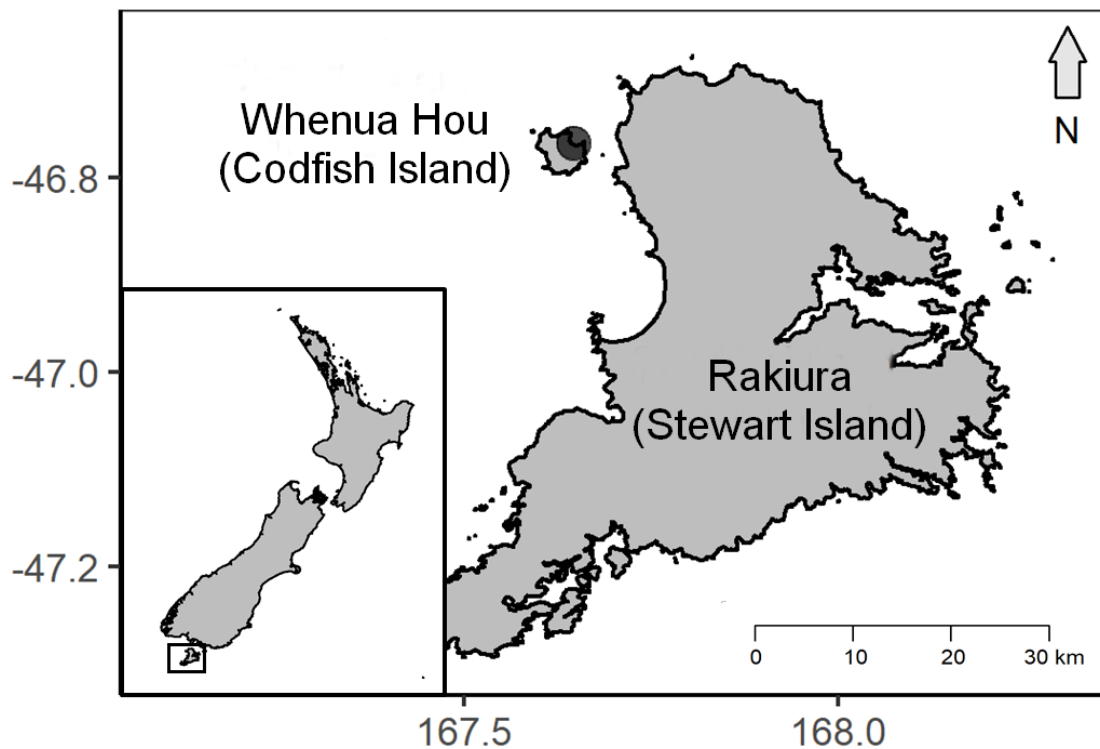 N
Whenua Hou
(Codfish Island)
-46.8
-47.0
Rakiura
(Stewart Island)
-47.2
0 10 20 30 km
167.5 168.0